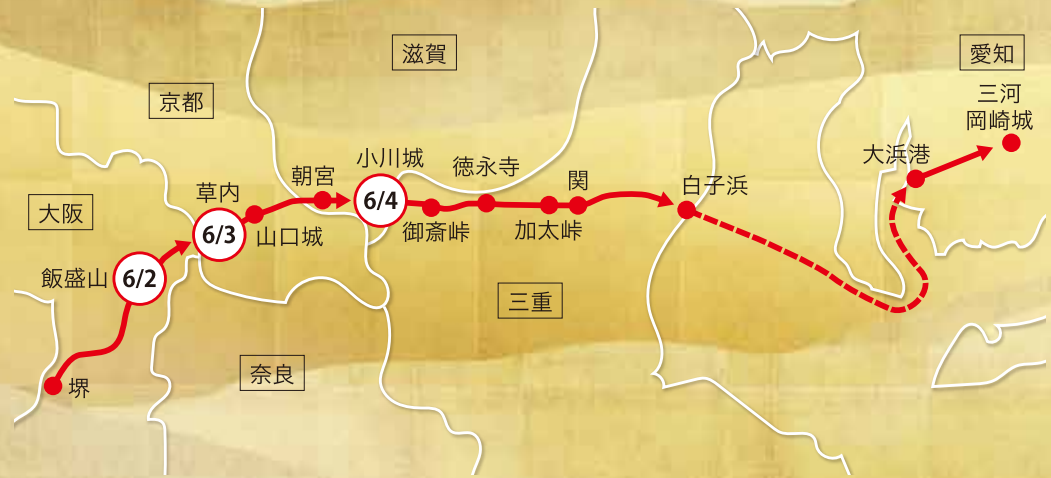 滋賀
愛知
京都
三河
岡崎城
小川城
徳永寺
大浜港
朝宮
関
白子浜
草内
6/4
大阪
6/3
山口城
御斎峠
加太峠
飯盛山
6/2
三重
奈良
堺